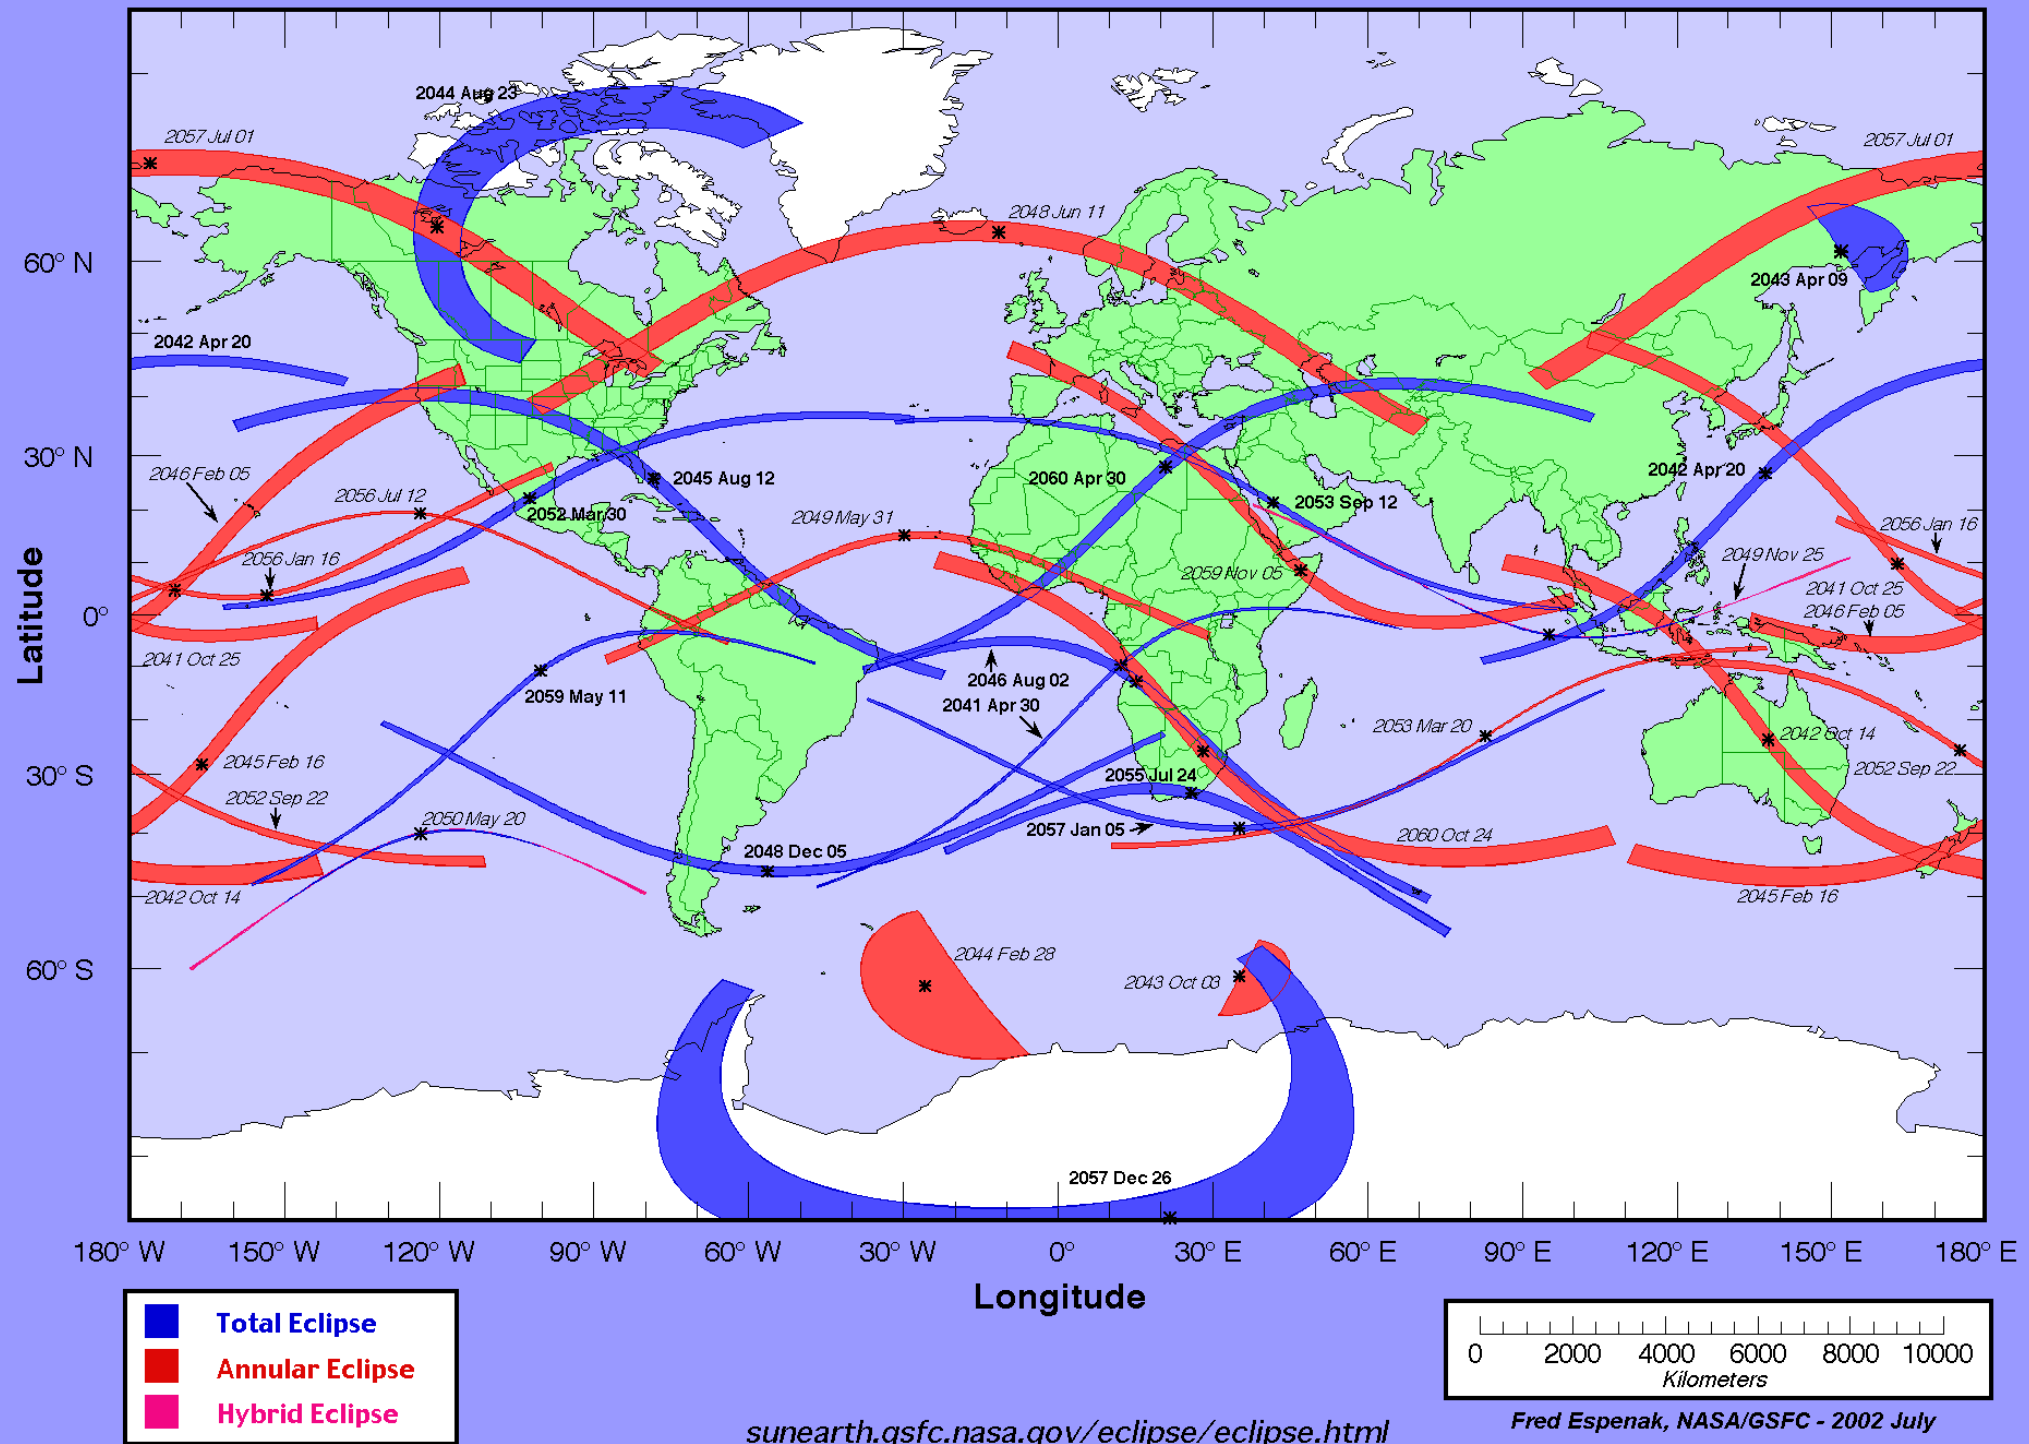 2044 Aug 23
2057 Jul 01
2057 Jul 01
2048 Jun 11
60° N
2043 Apr 09
2042 Apr 20
30° N
2046 Feb 05
2045 Aug 12
2060 Apr 30
2042 Apr 20
2056 Jul 12
2052 Mar 30
2053 Sep 12
2049 May 31
2056 Jan 16
2056 Jan 16
2049 Nov 25
2059 Nov 05
2041 Oct 25
2046 Feb 05
Latitude
0°
2041 Oct 25
2046 Aug 02
2059 May 11
2041 Apr 30
2053 Mar 20
2042 Oct 14
2045 Feb 16
2052 Sep 22
30° S
2055 Jul 24
2052 Sep 22
2050 May 20
2057 Jan 05
2060 Oct 24
2048 Dec 05
2042 Oct 14
2045 Feb 16
2044 Feb 28
60° S
2043 Oct 03
2057 Dec 26
180° W 150° W 120° W 90° W 60° W 30° W 0° 30° E 60° E 90° E 120° E 150° E 180° E
Longitude
Total Eclipse
Annular Eclipse
Hybrid Eclipse
0 2000 4000 6000 8000 10000
Kilometers
Fred Espenak, NASA/GSFC - 2002 July
sunearth.gsfc.nasa.gov/eclipse/eclipse.html